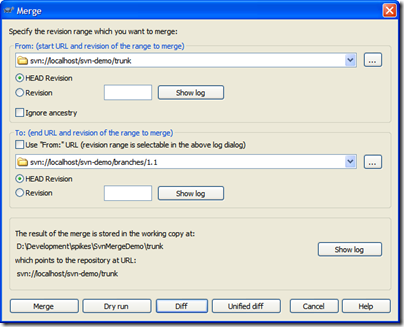 Merge
Specify the revision range which you want to merge:
From: (start URL and revision of the range to merge)
svn://localhost/svn-demo/trunk
...
HEAD Revision
Revision
Show log
Ignore ancestry
To: (end URL and revision of the range to merge)
Use "From:" URL (revision range is selectable in the above log dialog)
svn://localhost/svn-demo/branches/1.1
...
HEAD Revision
Revision
Show log
The result of the merge is stored in the working copy at:
D:\Development\spikes\SvnMergeDemo\trunk
Show log
which points to the repository at URL:
svn://localhost/svn-demo/trunk
Merge Dry run Diff Unified diff Cancel Help